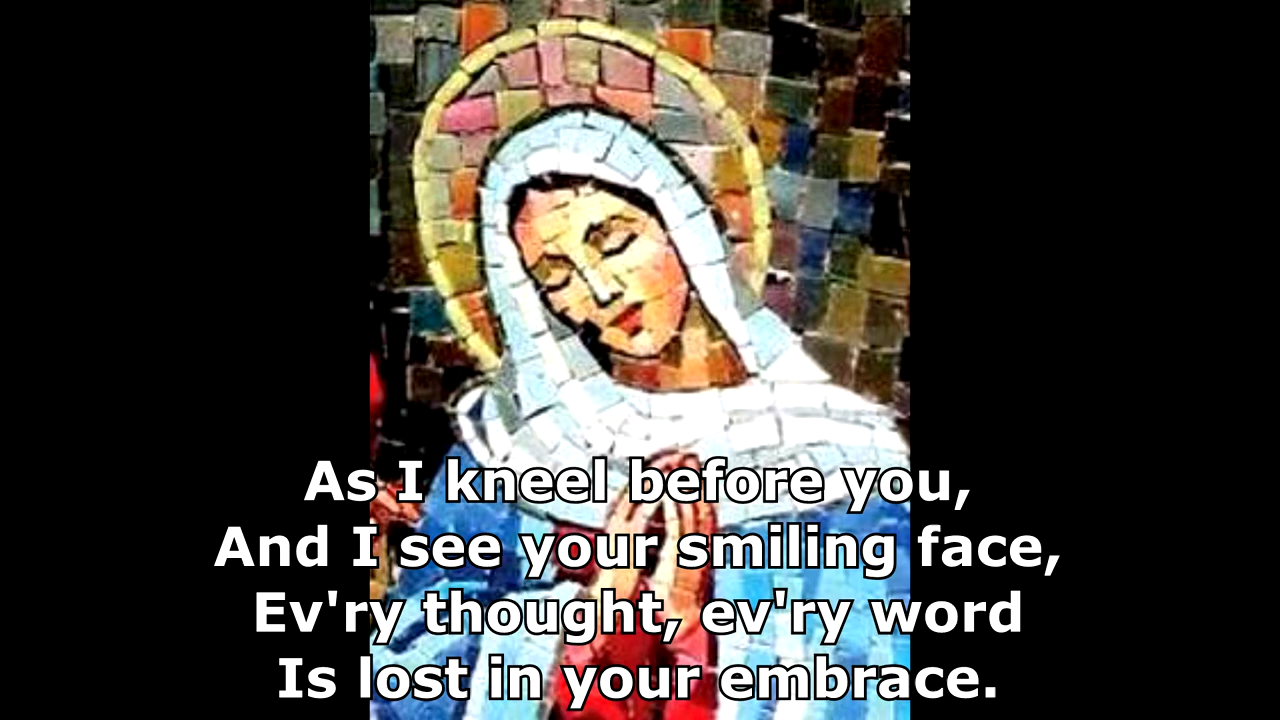 As I kneel before you,
And I see your smiling face,
Ev'ry thought, ev'ry word
Is lost in your embrace.